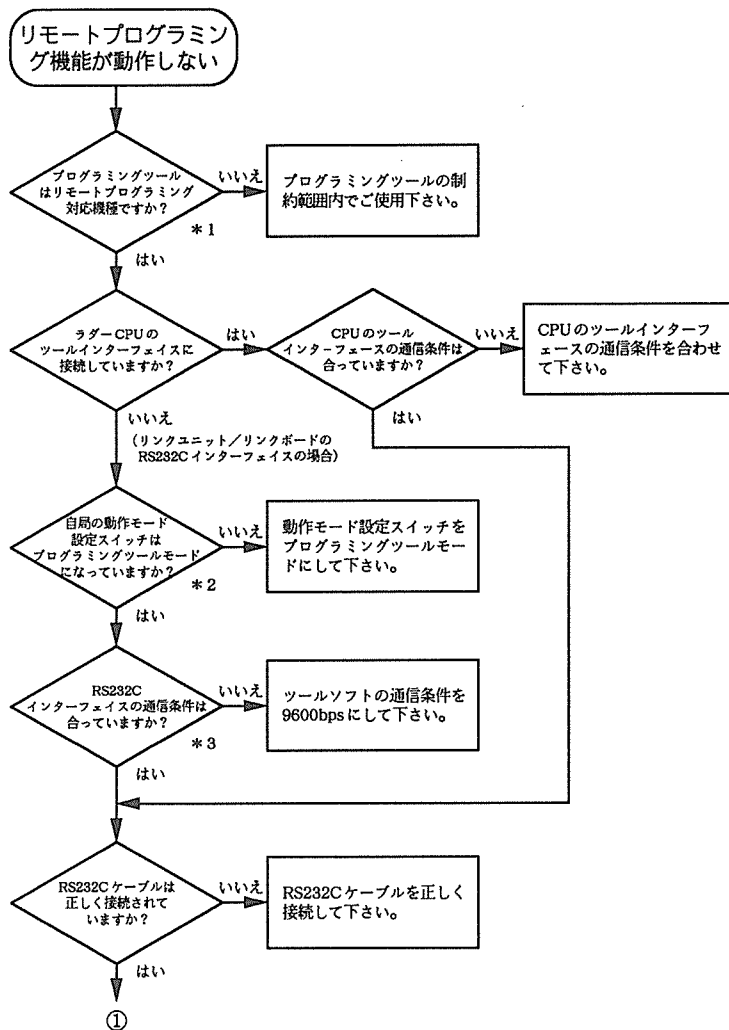 リモートプログラミン
グ機能が動作しない
プログラミングツール
はリモートプログラミング
対応機種ですか？
＊1
いいえ
プログラミングツールの制
約範囲内でご使用下さい。
はい
ラダーCPUの
ツールインターフェイスに
接続していますか？
はい
CPUのツール
インターフェースの通信条件は
合っていますか？
いいえ
CPUのツールインターフ
ェースの通信条件を合わせ
て下さい。
はい
いいえ
（リンクユニット／リンクボードの
RS232Cインターフェイスの場合）
自局の動作モード
設定スイッチは
プログラミングツールモード
になっていますか？
＊2
いいえ
動作モード設定スイッチを
プログラミングツールモー
ドにして下さい。
はい
RS232C
インターフェイスの通信条件は
合っていますか？
＊3
いいえ
ツールソフトの通信条件を
9600bpsにして下さい。
はい
RS232Cケーブルは
正しく接続されて
いますか？
いいえ
RS232Cケーブルを正しく
接続して下さい。
はい
①